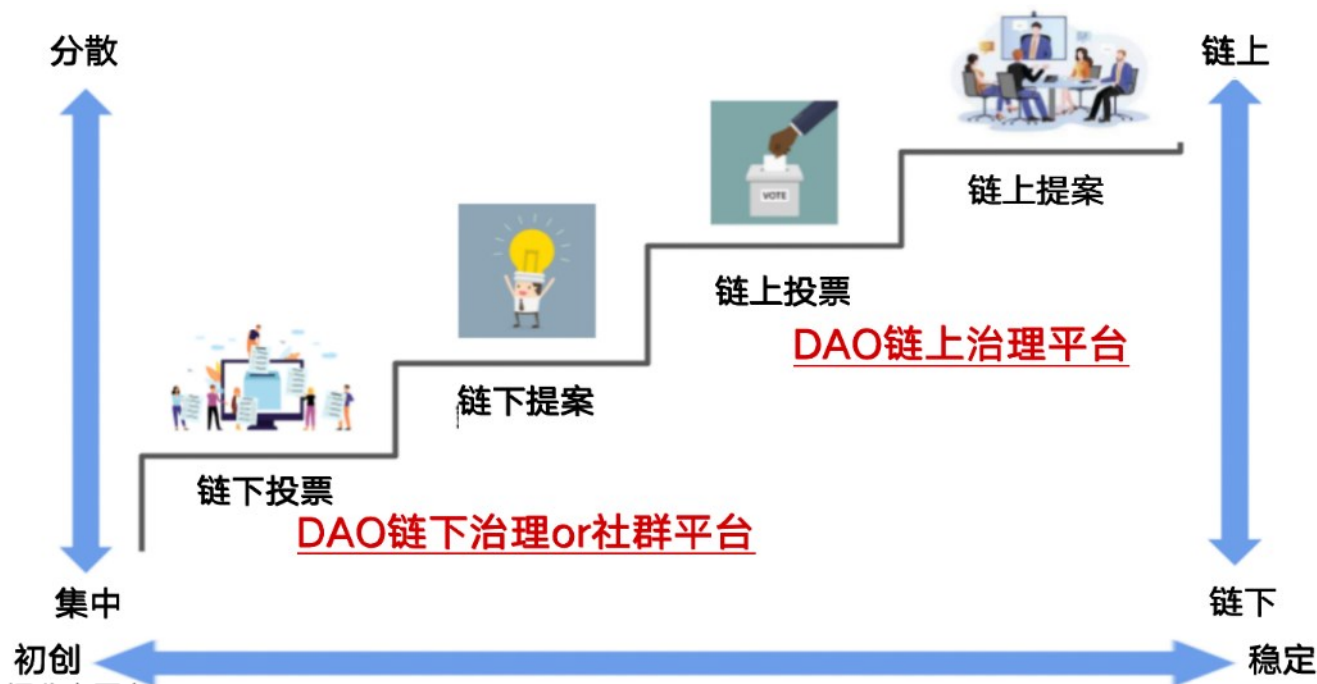 分散
链上
VOTE
链上提案
链上投票
DAO链上治理平台
链下提案
链下投票
DAO链下治理or社群平台
集中
链下
初创
稳定